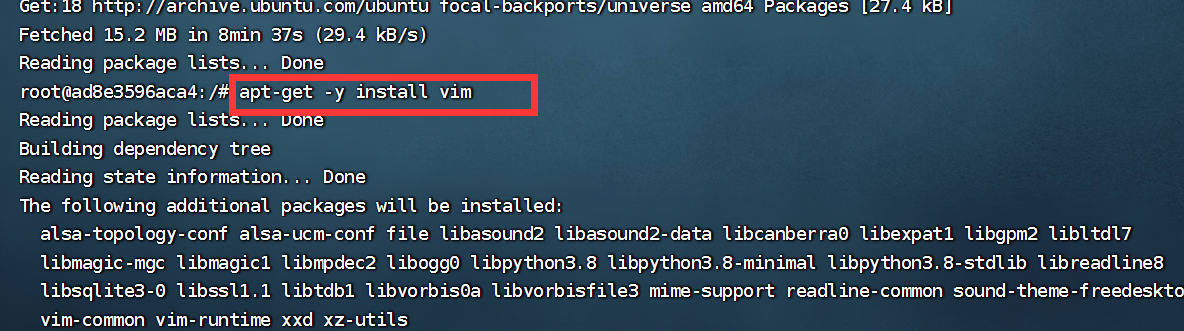 Get:18 http://archive.ubuntu.com/ubuntu focal-backports/universe amd64 Packages [27.4 kB]
Fetched 15.2 MB in 8min 37s (29.4 kB/s)
Reading package lists... Done
root@ad8e3596aca4:/# apt-get -y install vim
Reading package lists... Done
Building dependency tree
Reading state information... Done
The following additional packages will be installed:
  alsa-topology-conf alsa-ucm-conf file libasound2 libasound2-data libcanberra0 libexpat1 libgpm2 libltdl7
  libmagic-mgc libmagic1 libmpdec2 libogg0 libpython3.8 libpython3.8-minimal libpython3.8-stdlib libreadline8
  libsqlite3-0 libssl1.1 libtdb1 libvorbis0a libvorbisfile3 mime-support readline-common sound-theme-freedeskto
  vim-common vim-runtime xxd xz-utils